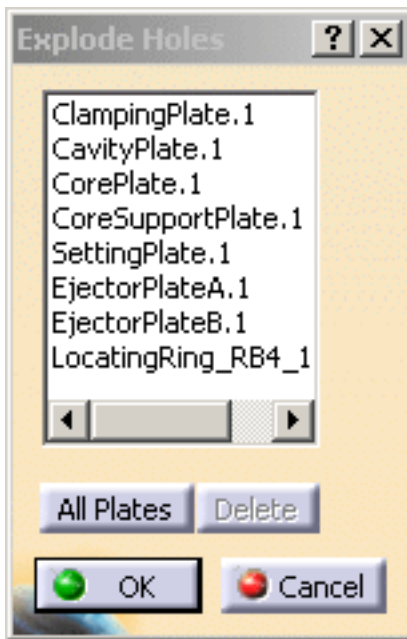 Explode Holes
ClampingPlate.1
CavityPlate.1
CorePlate.1
CoreSupportPlate.1
SettingPlate.1
EjectorPlateA.1
EjectorPlateB.1
LocatingRing_RB4_1
All Plates Delete
OK Cancel